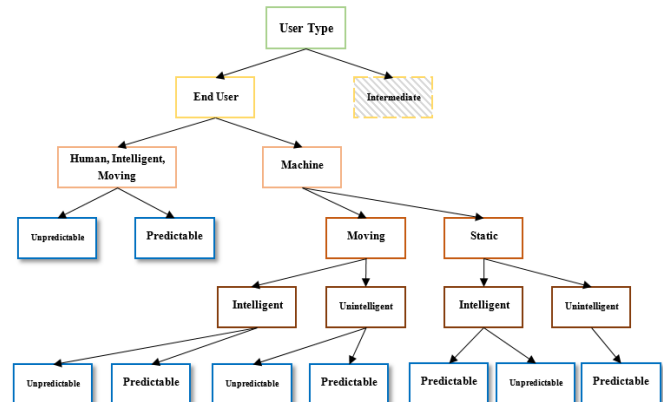 User Type
End User
Intermediate
Human, Intelligent,
Moving
Machine
Unpredictable
Predictable
Moving
Static
Intelligent
Unintelligent
Intelligent
Unintelligent
Unpredictable
Predictable
Unpredictable
Predictable
Predictable
Unpredictable
Predictable